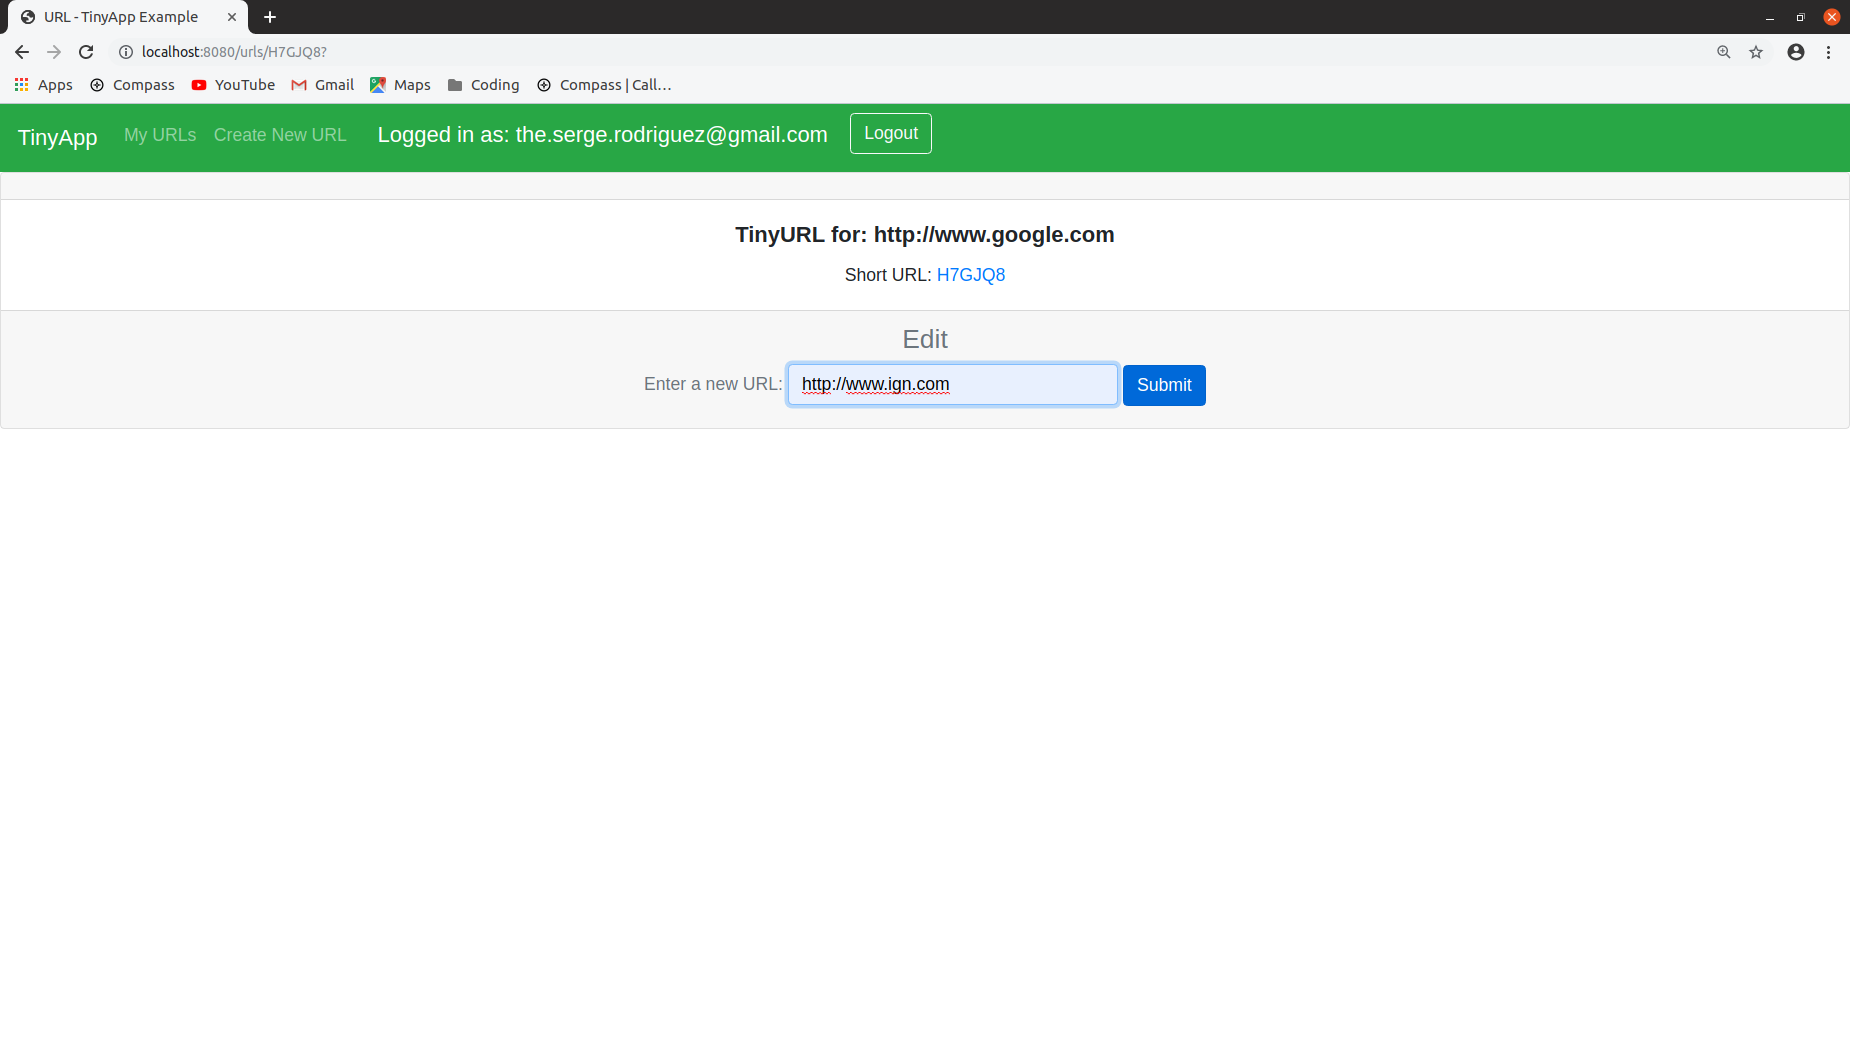 URL - TinyApp Example
localhost:8080/urls/H7GJQ8?
Apps Compass YouTube Gmail Maps Coding Compass | Call...
TinyApp My URLs Create New URL Logged in as: the.serge.rodriguez@gmail.com Logout
TinyURL for: http://www.google.com
Short URL: H7GJQ8
Edit
Enter a new URL: http://www.ign.com Submit